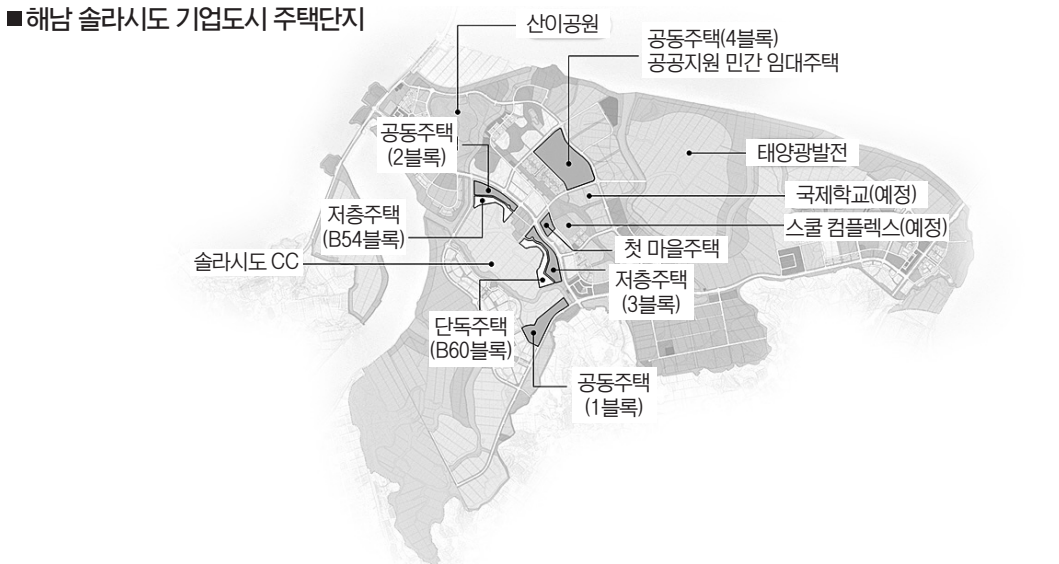 ■해남 솔라시도 기업도시 주택단지
산이공원
공동주택(4블록)
공공지원 민간 임대주택
공동주택
(2블록)
태양광발전
국제학교(예정)
저층주택
(B54블록)
스쿨 컴플렉스(예정)
첫 마을주택
솔라시도 CC
저층주택
(3블록)
단독주택
(B60블록)
공동주택
(1블록)